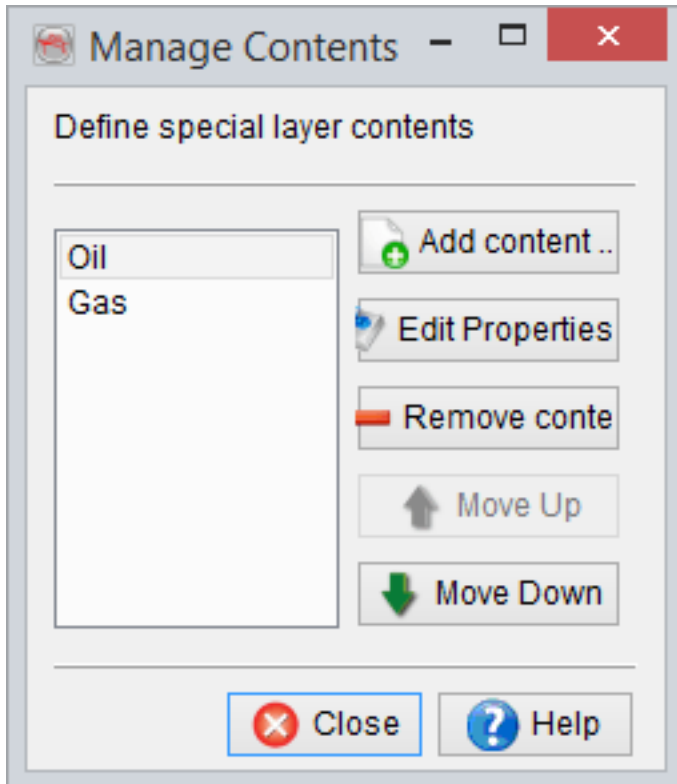 Manage Contents
Define special layer contents
Oil
Gas
Add content ..
Edit Properties
Remove conte
Move Up
Move Down
Close
Help